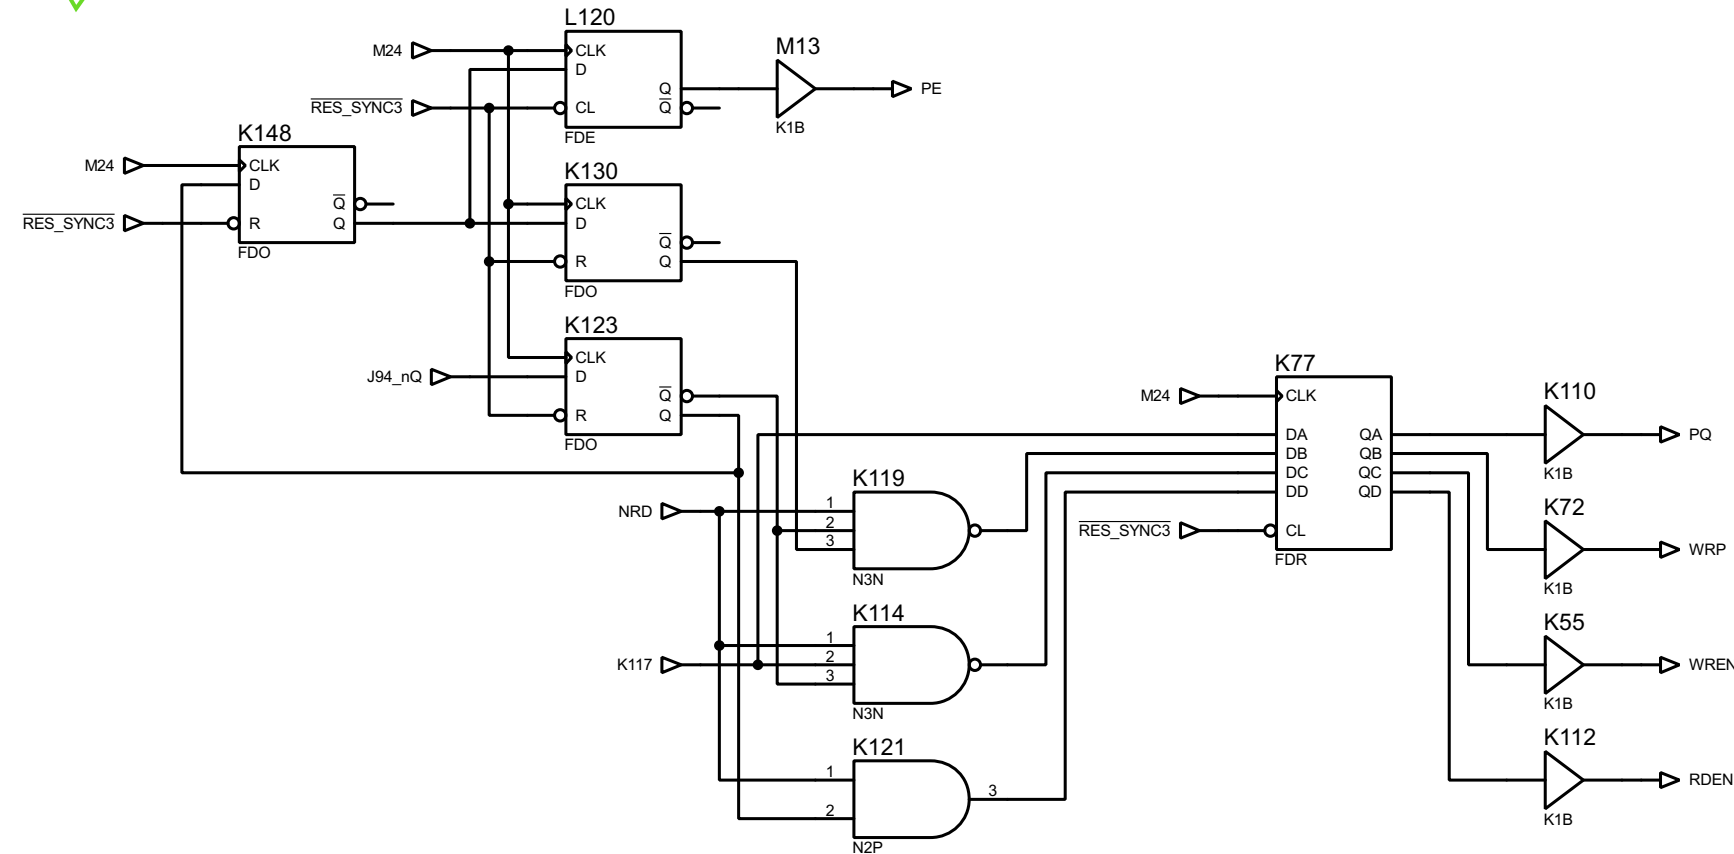 L120
M24
CLK
D
Q
RES_SYNC3
CL
Q
FDE
M13
K1B
PE
K148
M24
CLK
D
Q
RES_SYNC3
R
Q
FDO
K130
CLK
D
Q
R
Q
FDO
K123
CLK
J94_nQ
D
Q
R
Q
FDO
K77
M24
CLK
DA QA
DB QB
DC QC
DD QD
RES_SYNC3
CL
FDR
K110
K1B
PQ
K72
K1B
WRP
K55
K1B
WREN
K112
K1B
RDEN
K119
NRD
1
2
3
N3N
K114
K117
1
2
3
N3N
K121
1
2
3
N2P